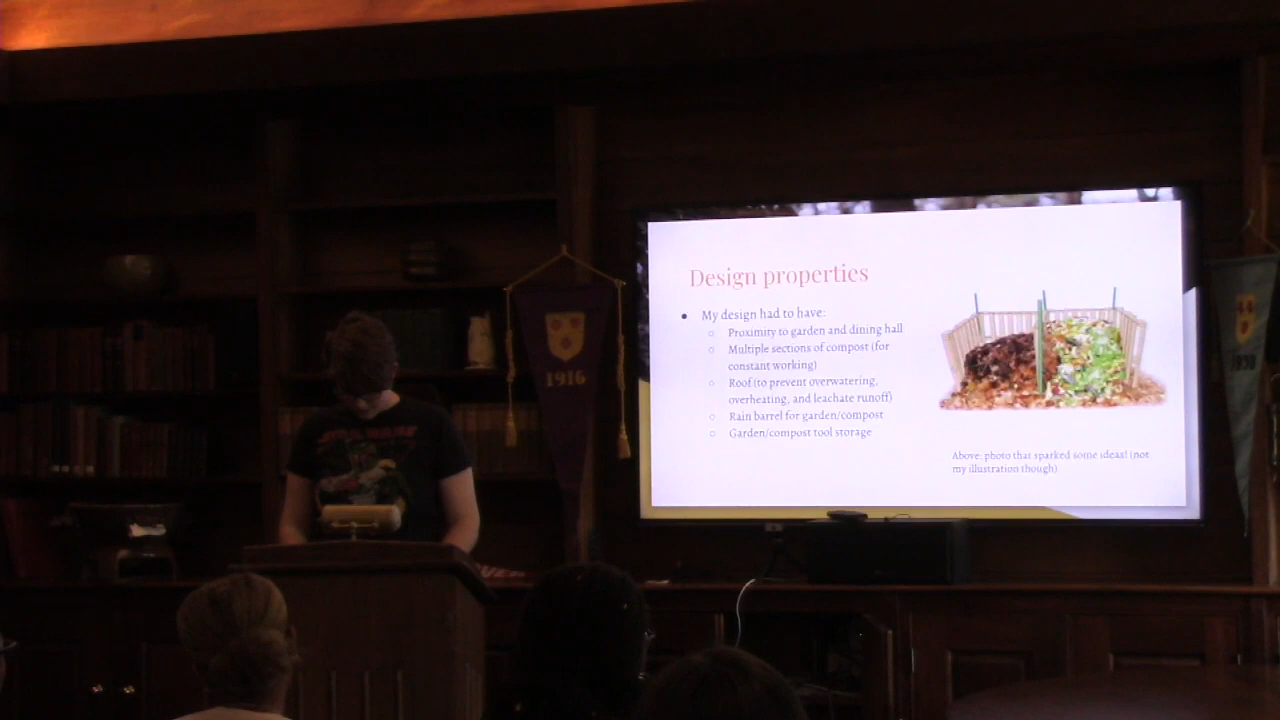 Design properties
My design had to have:
Proximity to garden and dining hall
Multiple sections of compost (for
constant working)
Roof (to prevent overwatering,
overheating, and leachate runoff)
Rain barrel for garden/compost
Garden/compost tool storage
Above: photo that sparked some ideas! (not
my illustration though)
1916